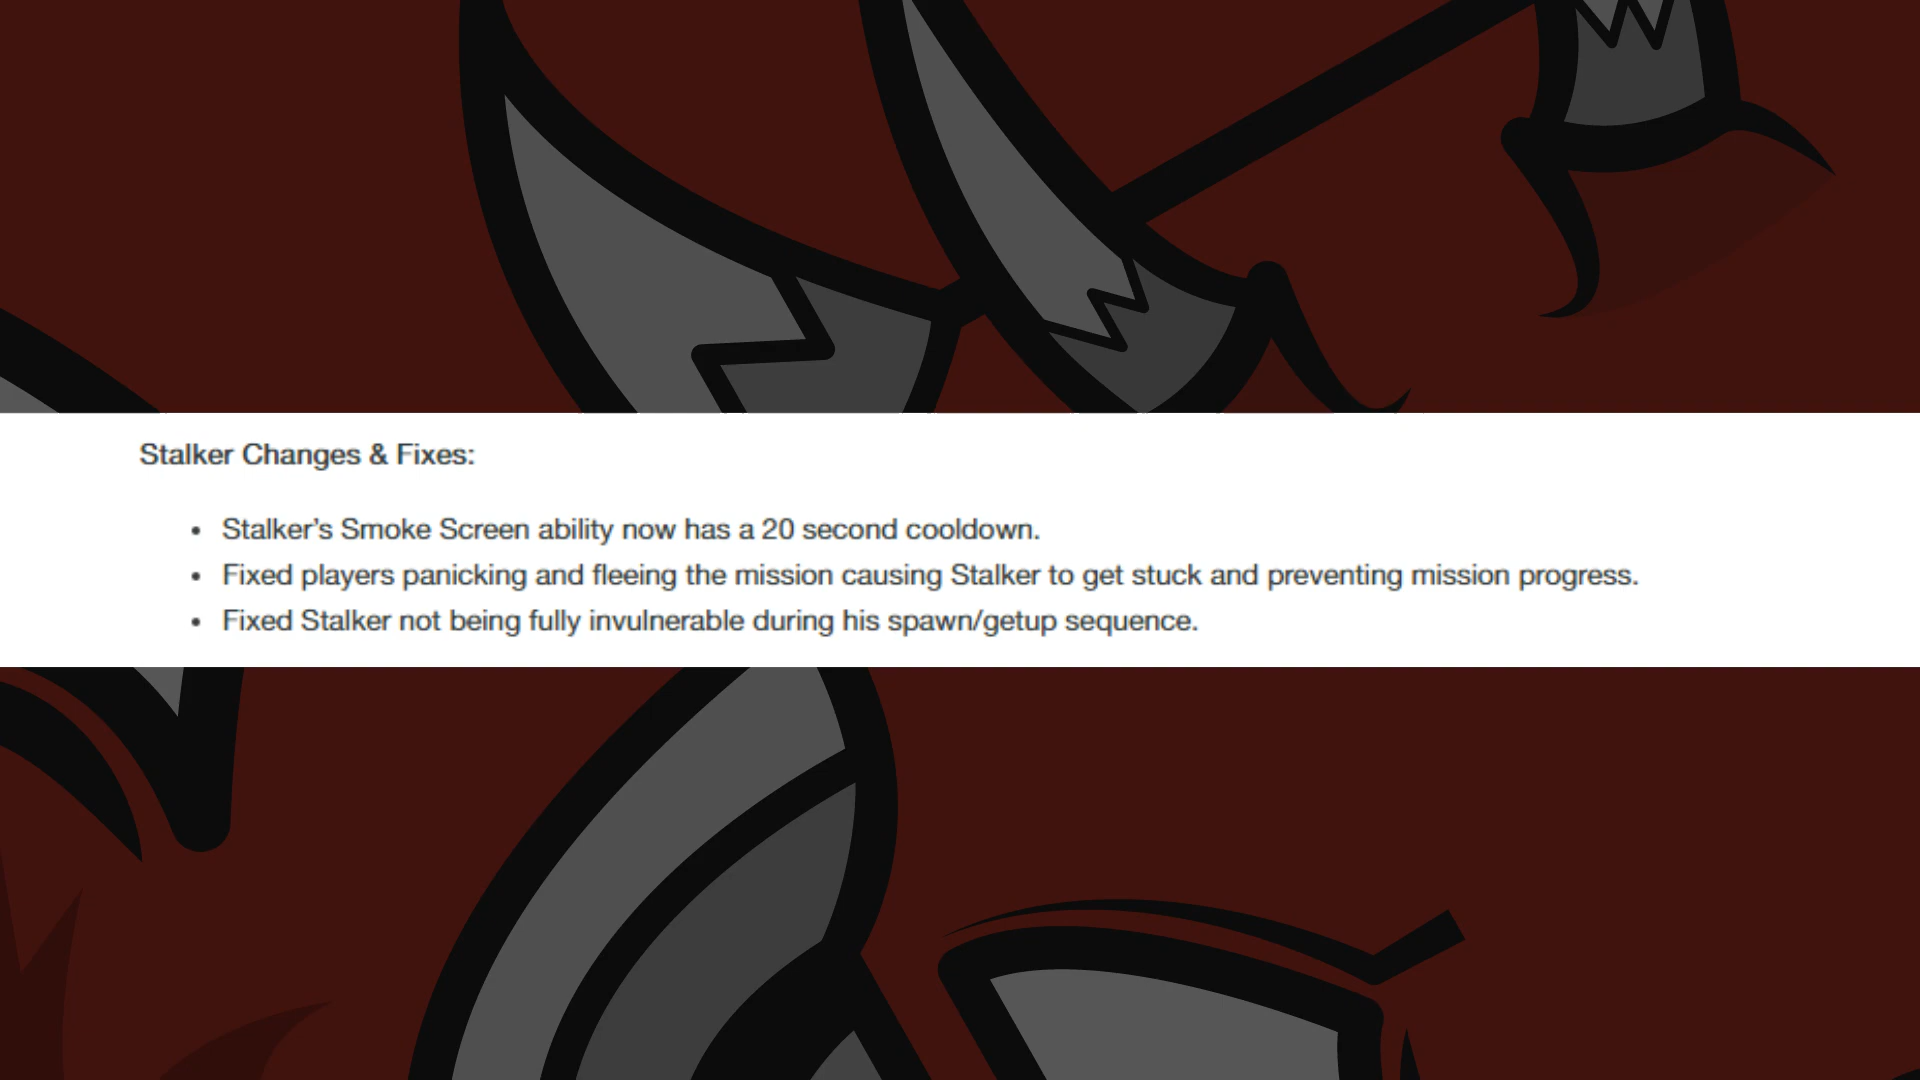 Stalker Changes & Fixes:
• Stalker’s Smoke Screen ability now has a 20 second cooldown.
• Fixed players panicking and fleeing the mission causing Stalker to get stuck and preventing mission progress.
• Fixed Stalker not being fully invulnerable during his spawn/getup sequence.